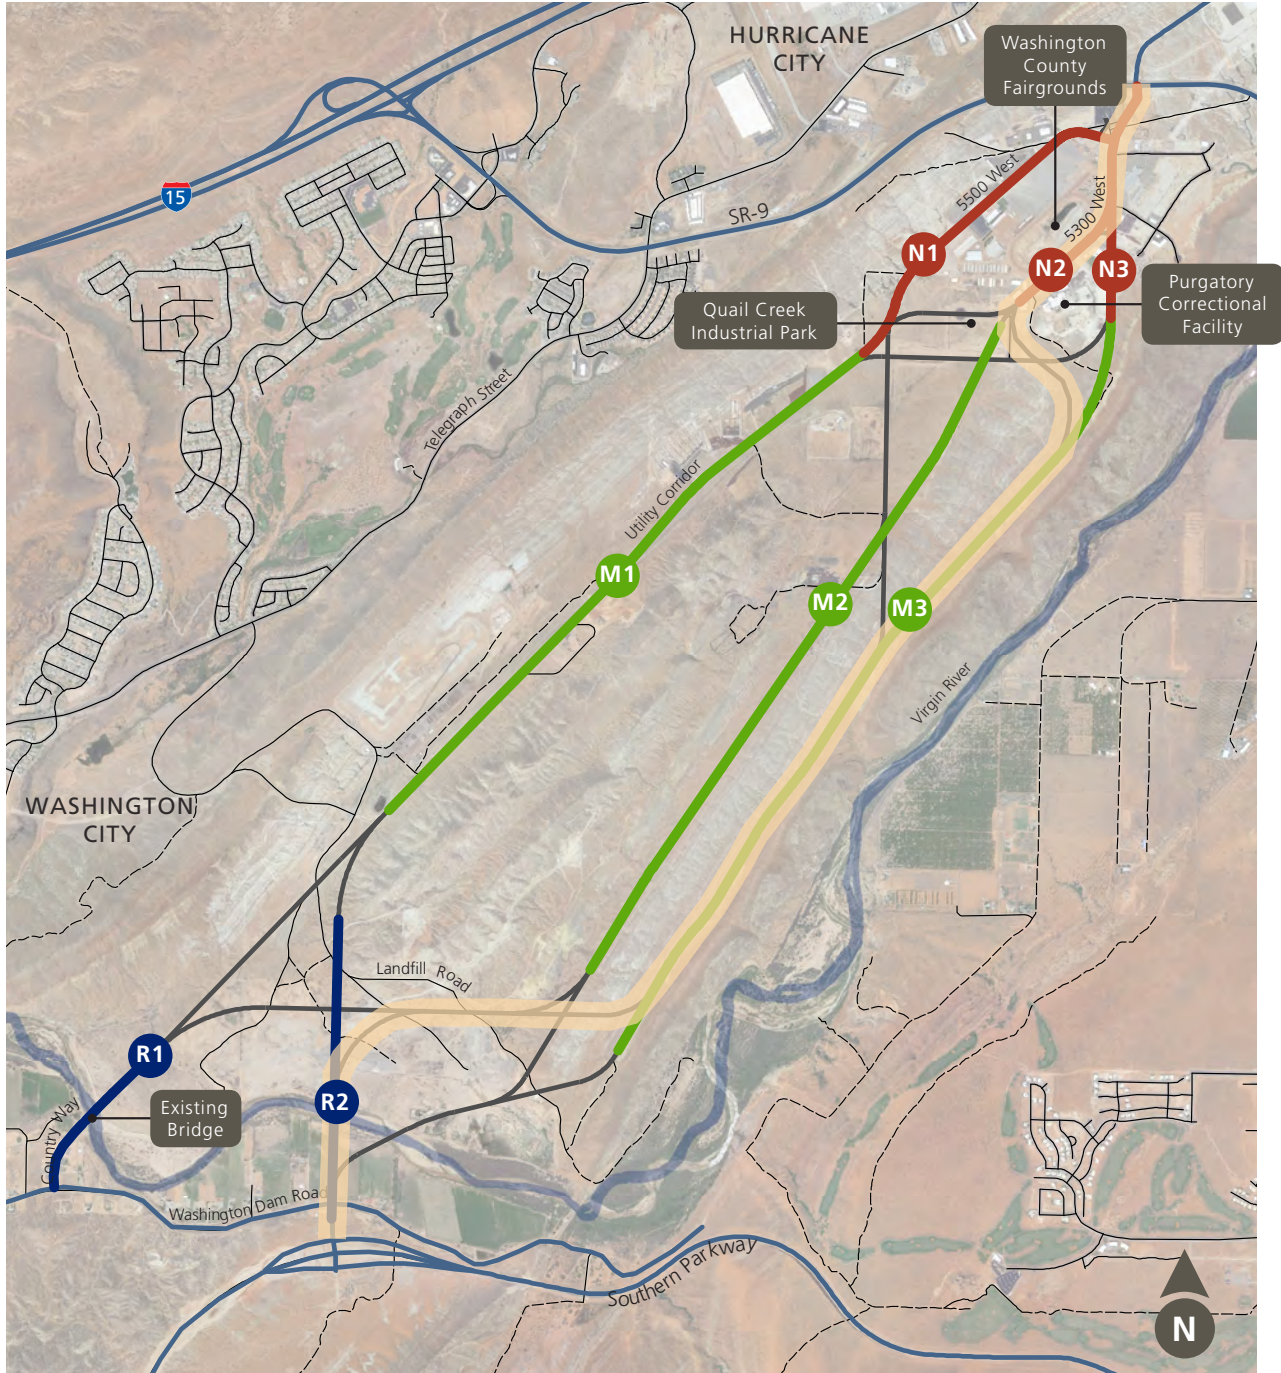 HURRICANE
CITY
Washington
County
Fairgrounds
15
SR-9
5500 West
5300 West
N1
N2
N3
Quail Creek
Industrial Park
Purgatory
Correctional
Facility
Telegraph Street
Utility Corridor
M1
M2
M3
Virgin River
WASHINGTON
CITY
Landfill Road
R1
R2
Existing
Bridge
Country Way
Washington Dam Road
Southern Parkway
N